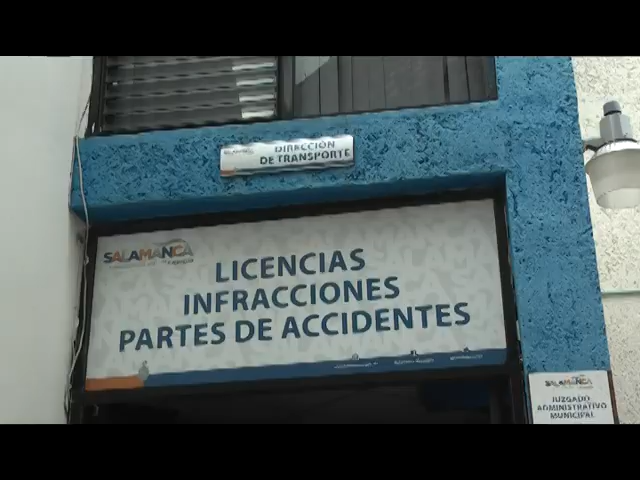 DIRECCIÓN
DE TRANSPORTE
SALAMANCA
LICENCIAS
INFRACCIONES
PARTES DE ACCIDENTES
SALAMANCA
JUZGADO
ADMINISTRATIVO
MUNICIPAL